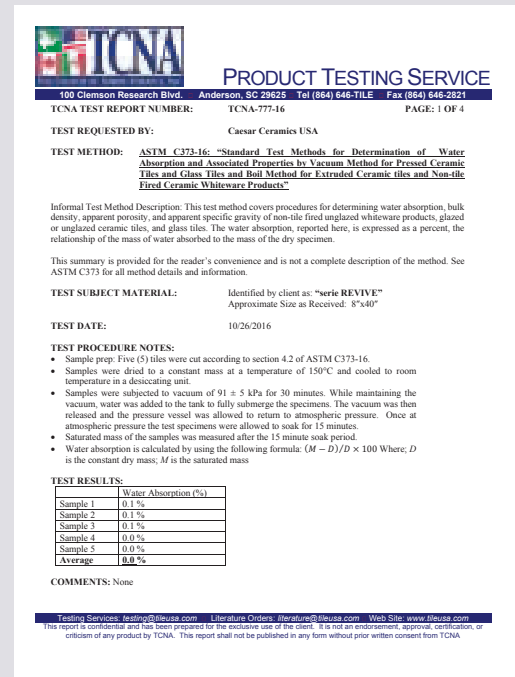 TCNA
PRODUCT TESTING SERVICE
100 Clemson Research Blvd. Anderson, SC 29625 Tel (864) 646-TILE Fax (864) 646-2821
TCNA TEST REPORT NUMBER: TCNA-777-16 PAGE: 1 OF 4
TEST REQUESTED BY: Caesar Ceramics USA
TEST METHOD: ASTM C373-16: “Standard Test Methods for Determination of Water
Absorption and Associated Properties by Vacuum Method for Pressed Ceramic
Tiles and Glass Tiles and Boil Method for Extruded Ceramic tiles and Non-tile
Fired Ceramic Whiteware Products”
Informal Test Method Description: This test method covers procedures for determining water absorption, bulk
density, apparent porosity, and apparent specific gravity of non-tile fired unglazed whiteware products, glazed
or unglazed ceramic tiles, and glass tiles. The water absorption, reported here, is expressed as a percent, the
relationship of the mass of water absorbed to the mass of the dry specimen.
This summary is provided for the reader’s convenience and is not a complete description of the method. See
ASTM C373 for all method details and information.
TEST SUBJECT MATERIAL: Identified by client as: “serie REVIVE”
Approximate Size as Received: 8"x40"
TEST DATE: 10/26/2016
TEST PROCEDURE NOTES:
• Sample prep: Five (5) tiles were cut according to section 4.2 of ASTM C373-16.
• Samples were dried to a constant mass at a temperature of 150°C and cooled to room
temperature in a desiccating unit.
• Samples were subjected to vacuum of 91 ± 5 kPa for 30 minutes. While maintaining the
vacuum, water was added to the tank to fully submerge the specimens. The vacuum was then
released and the pressure vessel was allowed to return to atmospheric pressure. Once at
atmospheric pressure the test specimens were allowed to soak for 15 minutes.
• Saturated mass of the samples was measured after the 15 minute soak period.
• Water absorption is calculated by using the following formula: (M − D)/D × 100 Where; D
is the constant dry mass; M is the saturated mass
TEST RESULTS:
Water Absorption (%)
Sample 1 0.1 %
Sample 2 0.1 %
Sample 3 0.1 %
Sample 4 0.0 %
Sample 5 0.0 %
Average 0.0 %
COMMENTS: None
Testing Services: testing@tileusa.com Literature Orders: literature@tileusa.com Web Site: www.tileusa.com
This report is confidential and has been prepared for the exclusive use of the client. It is not an endorsement, approval, certification, or
criticism of any product by TCNA. This report shall not be published in any form without prior written consent from TCNA